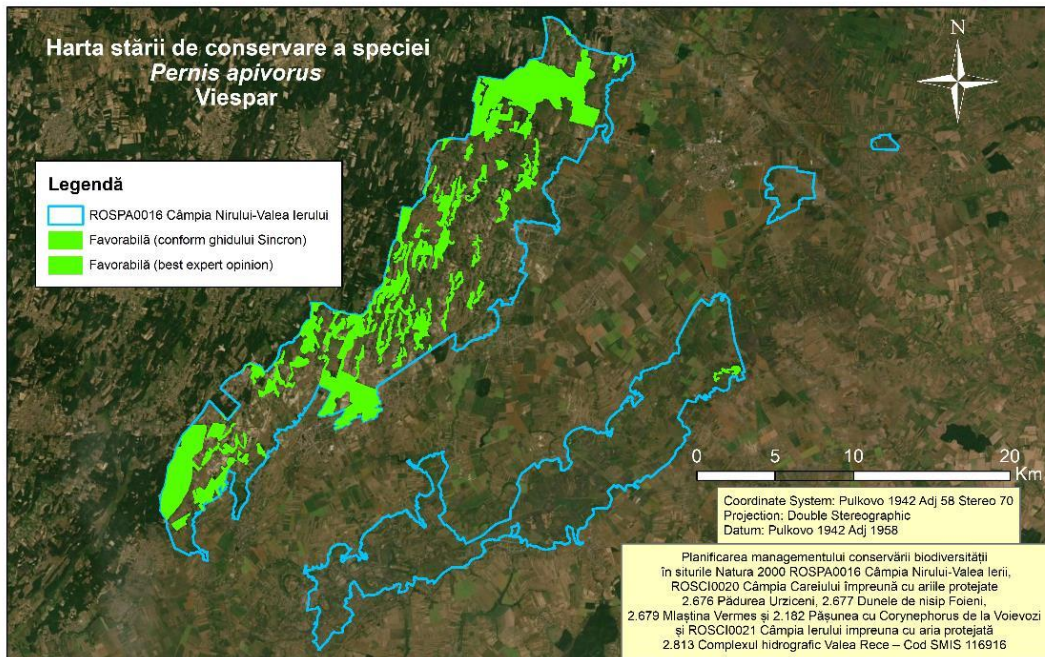 Harta stării de conservare a speciei
Pernis apivorus
Viespar
N
Legendă
ROSPA0016 Câmpia Nirului-Valea Ierului
Favorabilă (conform ghidului Sincron)
Favorabilă (best expert opinion)
0 5 10 20
Km
Coordinate System: Pulkovo 1942 Adj 58 Stereo 70
Projection: Double Stereographic
Datum: Pulkovo 1942 Adj 1958
Planificarea managementului conservării biodiversității
în siturile Natura 2000 ROSPA0016 Câmpia Nirului-Valea Ierii,
ROSCI0020 Câmpia Careiului împreună cu ariile protejate
2.676 Pădurea Urziceni, 2.677 Dunele de nisip Foieni,
2.679 Mlaștina Vermes și 2.182 Pășunea cu Corynephorus de la Voievozi
și ROSCI0021 Câmpia Ierului impreuna cu aria protejată
2.813 Complexul hidrografic Valea Rece – Cod SMIS 116916